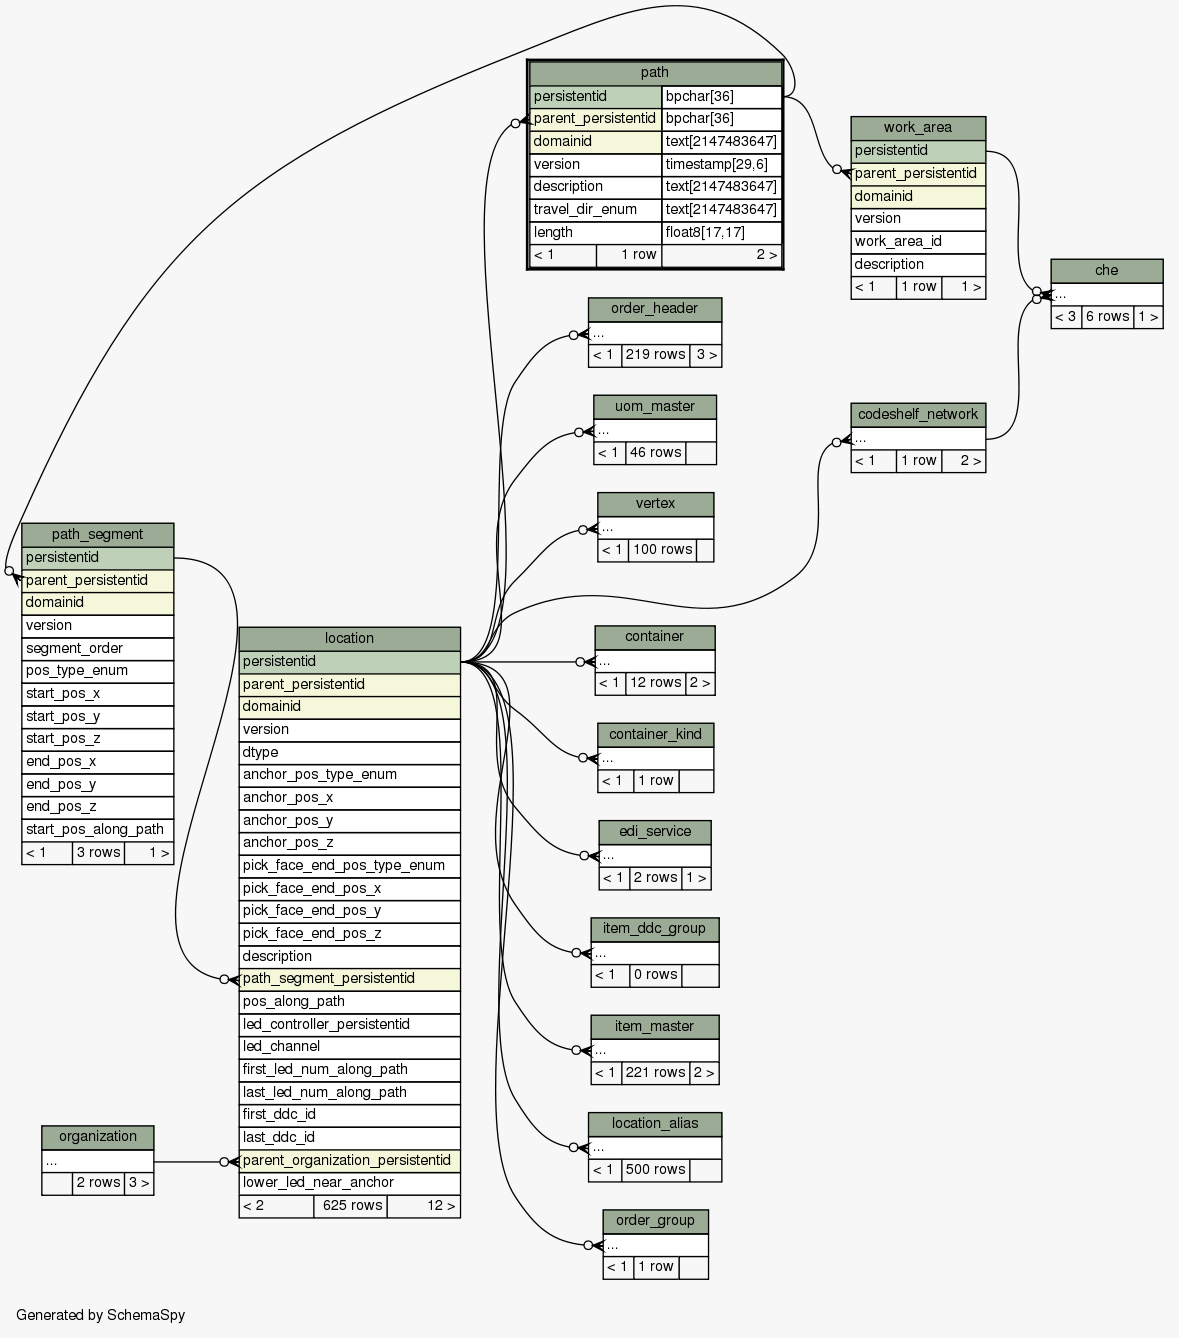 path
persistentid bpchar[36]
parent_persistentid bpchar[36]
domainid text[2147483647]
version timestamp[29,6]
description text[2147483647]
travel_dir_enum text[2147483647]
length float8[17,17]
< 1 1 row 2 >
work_area
persistentid
parent_persistentid
domainid
version
work_area_id
description
< 1 1 row 1 >
che
...
< 3 6 rows 1 >
order_header
...
< 1 219 rows 3 >
uom_master
...
< 1 46 rows
codeshelf_network
...
< 1 1 row 2 >
vertex
...
< 1 100 rows
path_segment
persistentid
parent_persistentid
domainid
version
segment_order
pos_type_enum
start_pos_x
start_pos_y
start_pos_z
end_pos_x
end_pos_y
end_pos_z
start_pos_along_path
< 1 3 rows 1 >
location
persistentid
parent_persistentid
domainid
version
dtype
anchor_pos_type_enum
anchor_pos_x
anchor_pos_y
anchor_pos_z
pick_face_end_pos_type_enum
pick_face_end_pos_x
pick_face_end_pos_y
pick_face_end_pos_z
description
path_segment_persistentid
pos_along_path
led_controller_persistentid
led_channel
first_led_num_along_path
last_led_num_along_path
first_ddc_id
last_ddc_id
parent_organization_persistentid
lower_led_near_anchor
< 2 625 rows 12 >
container
...
< 1 12 rows 2 >
container_kind
...
< 1 1 row
edi_service
...
< 1 2 rows 1 >
item_ddc_group
...
< 1 0 rows
item_master
...
< 1 221 rows 2 >
location_alias
...
< 1 500 rows
organization
...
2 rows 3 >
order_group
...
< 1 1 row
Generated by SchemaSpy